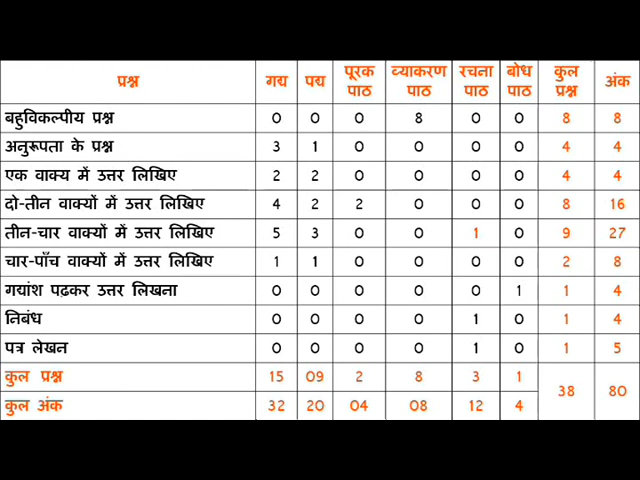 प्रश्न गद्य पद्य पूरक पाठ व्याकरण पाठ रचना पाठ बोध पाठ कुल प्रश्न अंक
बहुविकल्पीय प्रश्न 0 0 0 8 0 0 8 8
अनुरूपता के प्रश्न 3 1 0 0 0 0 4 4
एक वाक्य में उत्तर लिखिए 2 2 0 0 0 0 4 4
दो-तीन वाक्यों में उत्तर लिखिए 4 2 2 0 0 0 8 16
तीन-चार वाक्यों में उत्तर लिखिए 5 3 0 0 1 0 9 27
चार-पाँच वाक्यों में उत्तर लिखिए 1 1 0 0 0 0 2 8
गद्यांश पढ़कर उत्तर लिखना 0 0 0 0 0 1 1 4
निबंध 0 0 0 0 1 0 1 4
पत्र लेखन 0 0 0 0 1 0 1 5
कुल प्रश्न 15 09 2 8 3 1 38 80
कुल अंक 32 20 04 08 12 4